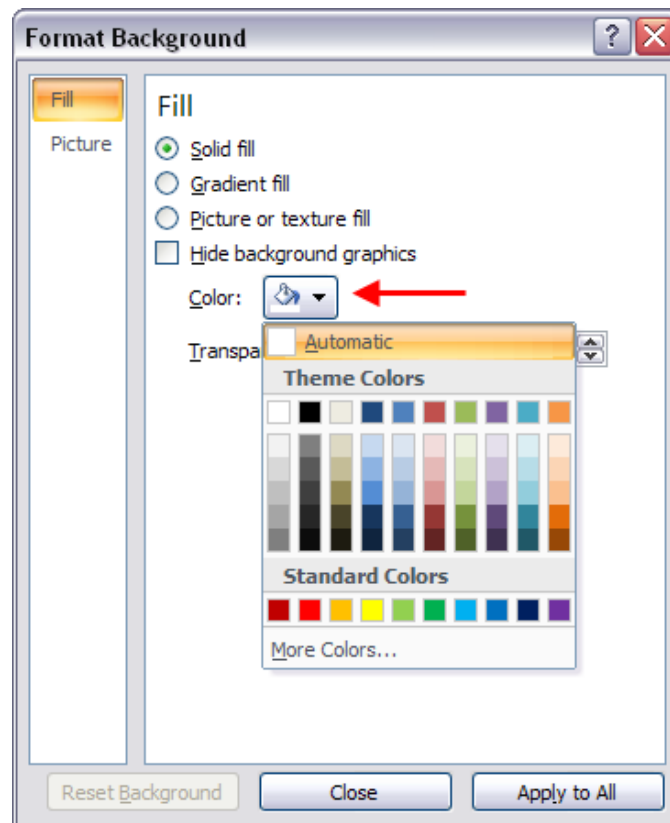 Format Background
?
Fill
Picture
Fill
Solid fill
Gradient fill
Picture or texture fill
Hide background graphics
Color:
Transpa
Automatic
Theme Colors
Standard Colors
More Colors...
Reset Background
Close
Apply to All